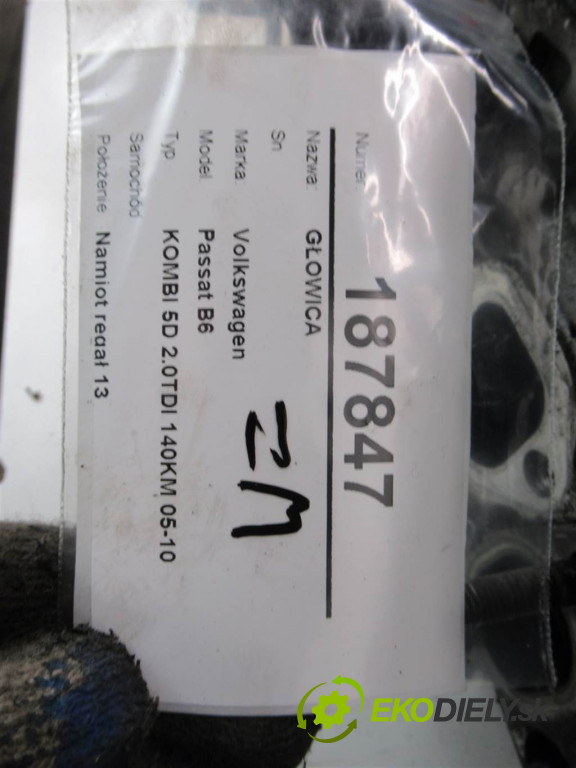 Numer: 187847
Nazwa: GŁOWICA
Sn
Marka: Volkswagen
Model: Passat B6
Typ KOMBI 5D 2.0TDI 140KM 05-10
Samochód
Położenie Namiot regał 13
EKODIELY.SK